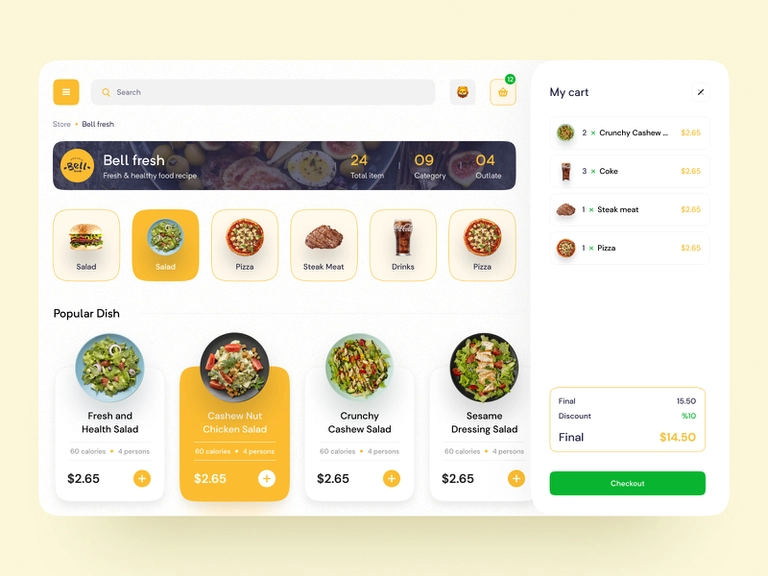 Search
12
Store • Bell fresh
Bell
Bell fresh
Fresh & healthy food recipe
24
Total item
09
Category
04
Outlate
Salad
Salad
Pizza
Steak Meat
Drinks
Pizza
Popular Dish
Fresh and
Health Salad
60 calories • 4 persons
$2.65
Cashew Nut
Chicken Salad
60 calories • 4 persons
$2.65
Crunchy
Cashew Salad
60 calories • 4 persons
$2.65
Sesame
Dressing Salad
60 calories • 4 persons
$2.65
My cart
2 × Crunchy Cashew ... $2.65
3 × Coke $2.65
1 × Steak meat $2.65
1 × Pizza $2.65
Final 15.50
Discount %10
Final $14.50
Checkout